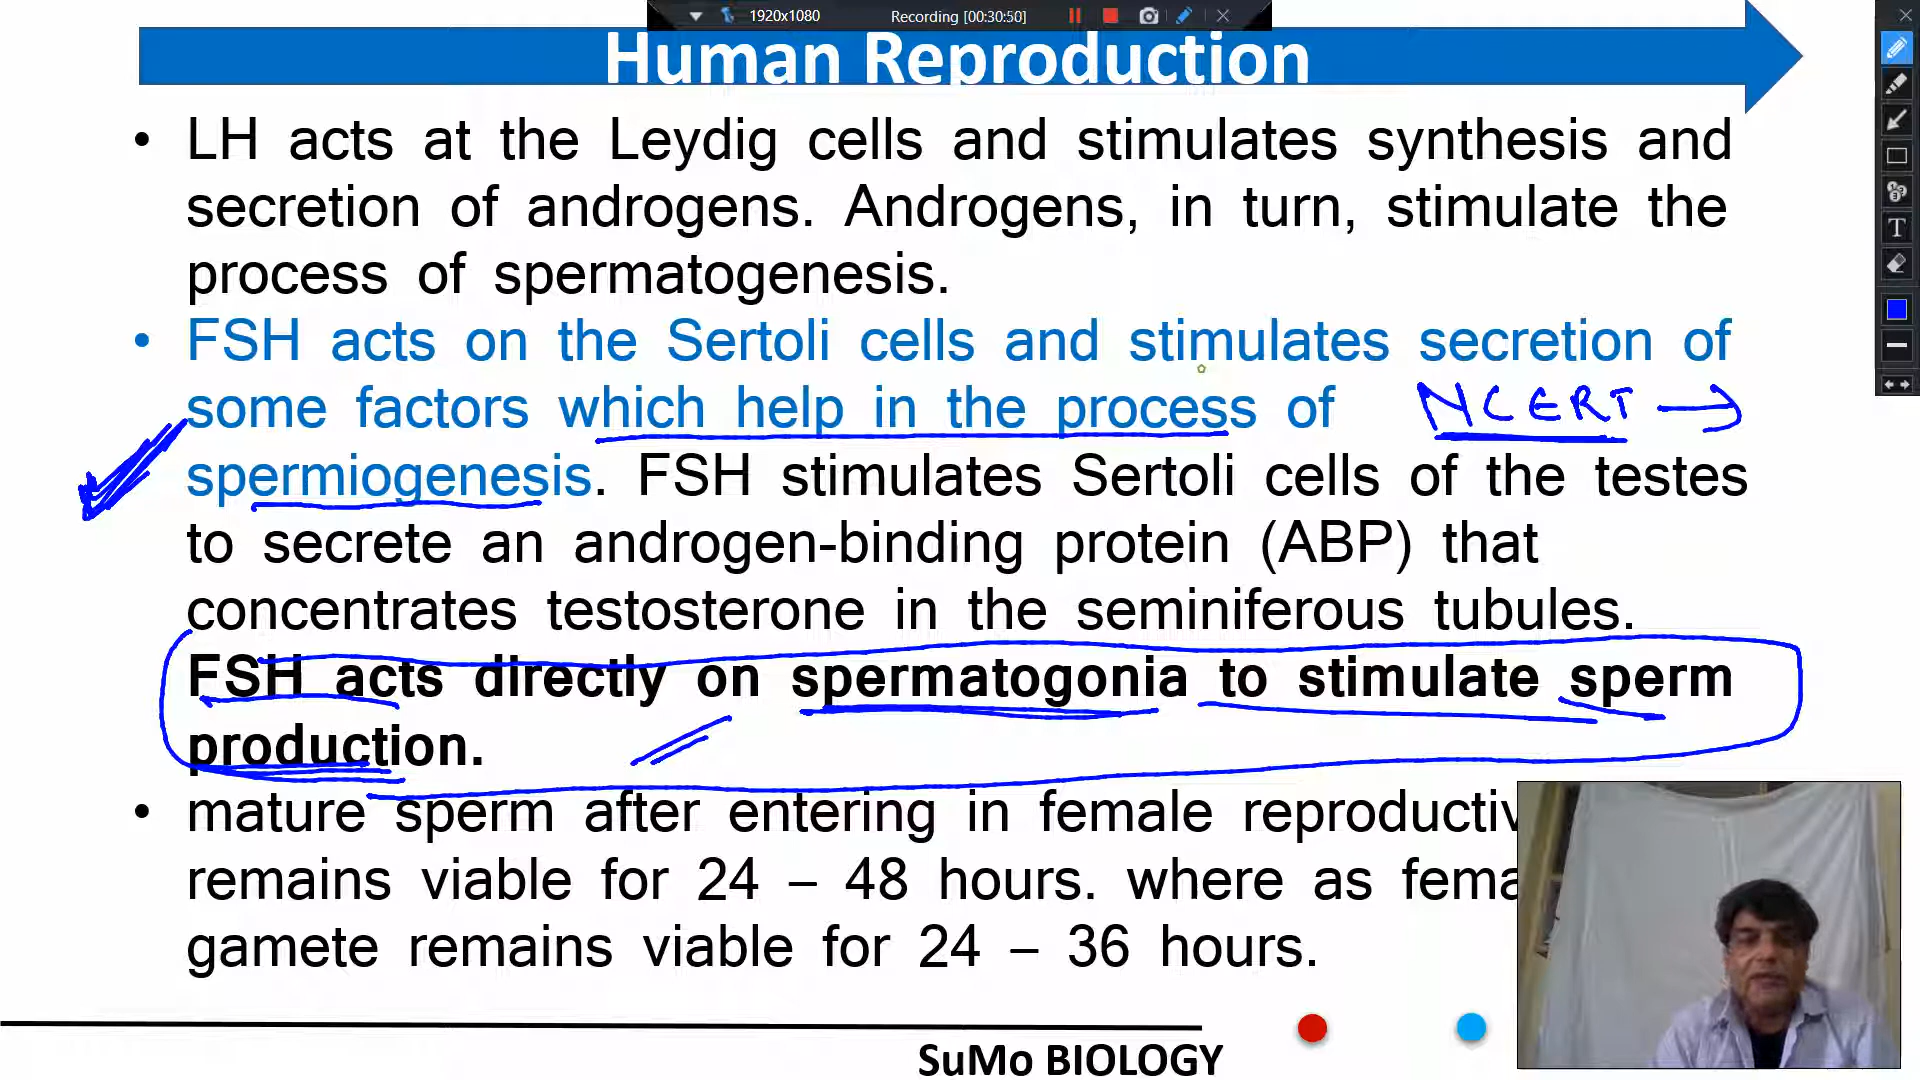 1920x1080 Recording [00:30:50]
Human Reproduction
• LH acts at the Leydig cells and stimulates synthesis and
secretion of androgens. Androgens, in turn, stimulate the
process of spermatogenesis.
• FSH acts on the Sertoli cells and stimulates secretion of
some factors which help in the process of NCERT →
spermiogenesis. FSH stimulates Sertoli cells of the testes
to secrete an androgen-binding protein (ABP) that
concentrates testosterone in the seminiferous tubules.
FSH acts directly on spermatogonia to stimulate sperm
production.
• mature sperm after entering in female reproductiv
remains viable for 24 – 48 hours. where as fema
gamete remains viable for 24 – 36 hours.
SuMo BIOLOGY